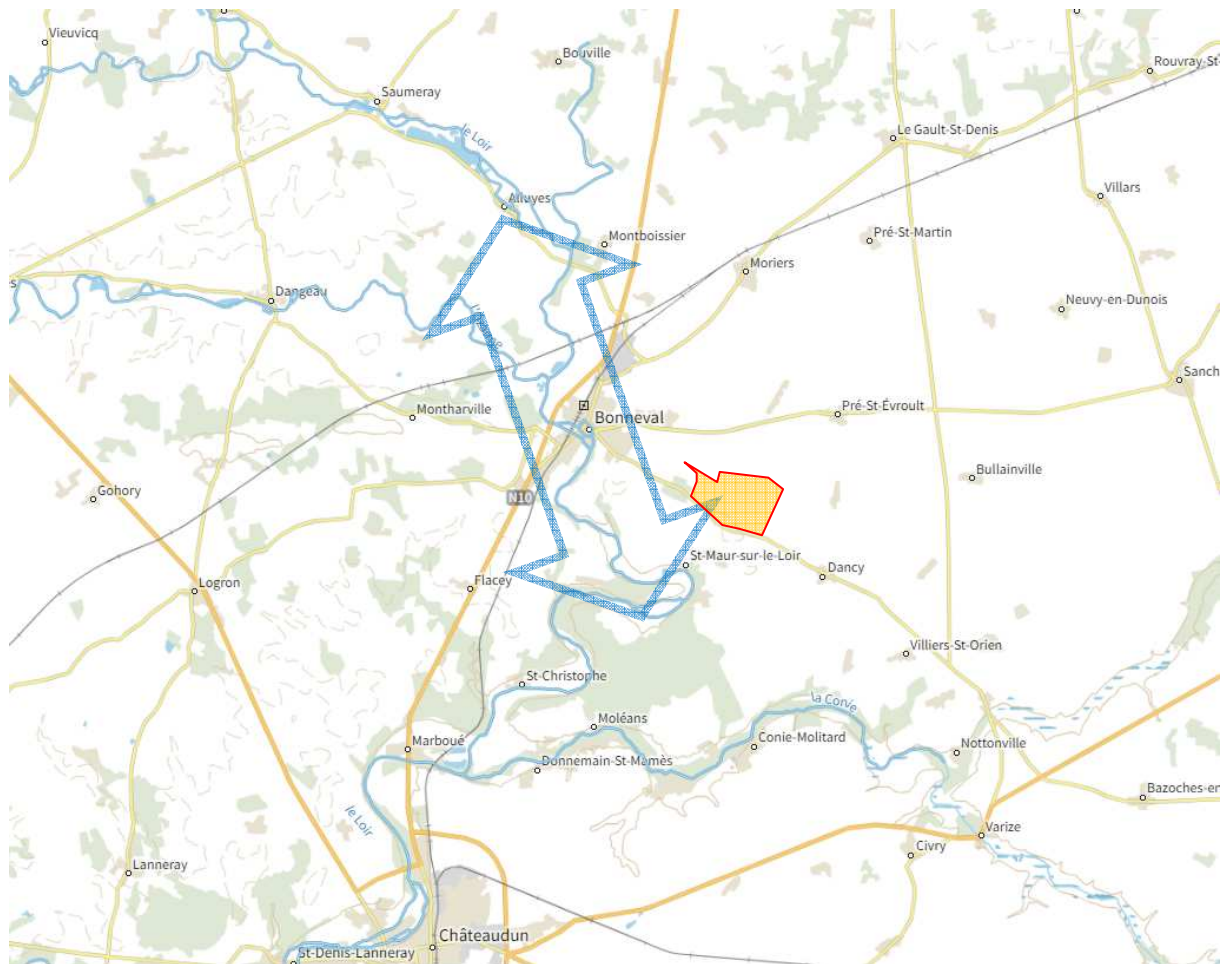 Vieuvicq
Bouville
Rouvray-St-
Saumeray
le Loir
Le Gault-St-Denis
Villars
Alluyes
Pré-St-Martin
Montboissier
Moriers
Dangeau
Neuvy-en-Dunois
Sanch
Montharville
Bonneval
Pré-St-Évroult
Bullainville
Gohory
N10
St-Maur-sur-le-Loir
Dancy
Logron
Flacey
Villiers-St-Orien
St-Christophe
la Conie
Moléans
Marboué
Conie-Molitard
Nottonville
Donnemain-St-Mamès
Bazoches-en
le Loir
Varize
Civry
Lanneray
Châteaudun
St-Denis-Lanneray